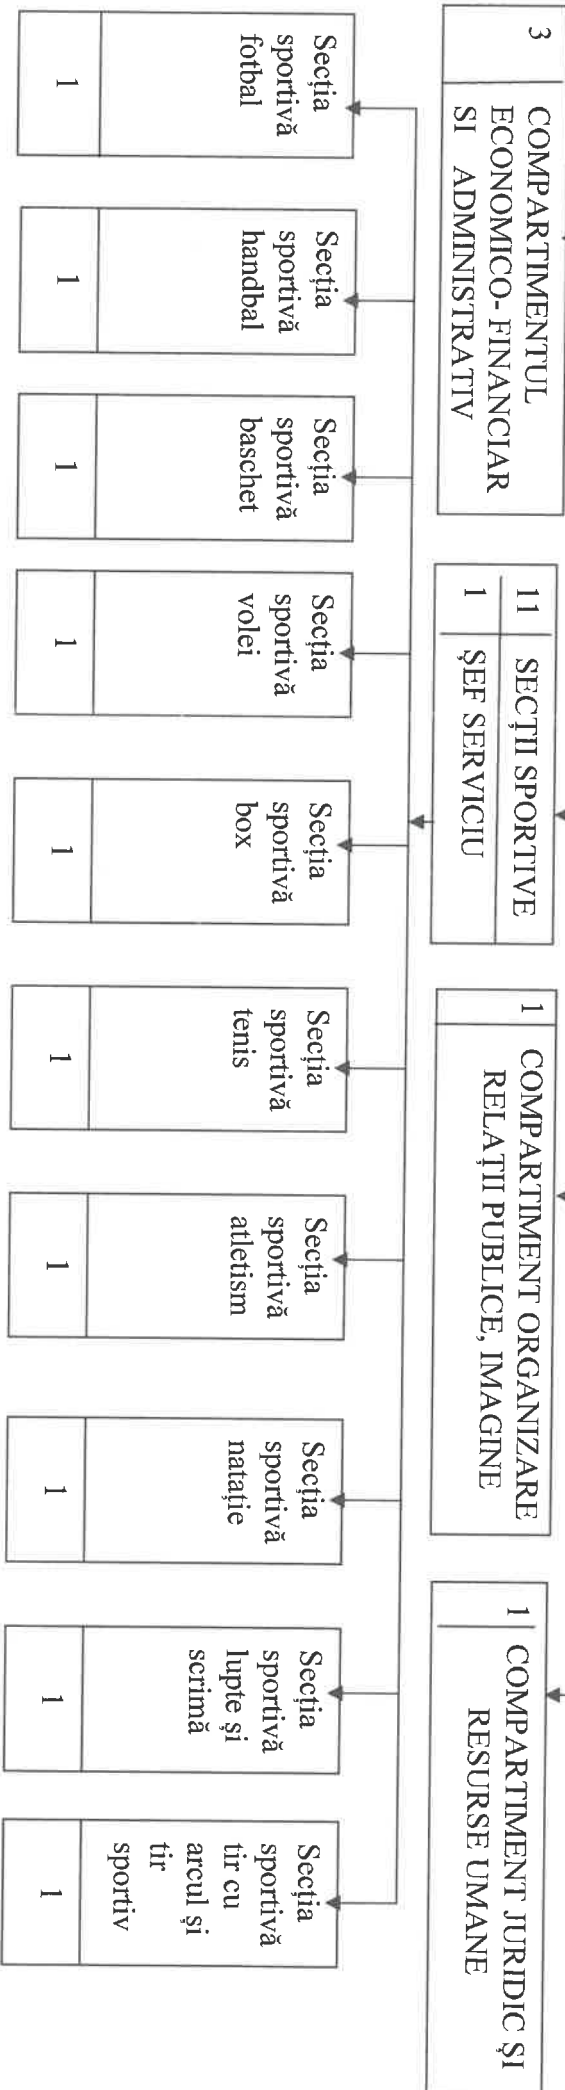 3
COMPARTIMENTUL
ECONOMICO- FINANCIAR
SI ADMINISTRATIV
11 SECȚII SPORTIVE
1 ȘEF SERVICIU
1 COMPARTIMENT ORGANIZARE
RELAȚII PUBLICE, IMAGINE
1 COMPARTIMENT JURIDIC ȘI
RESURSE UMANE
Secția
sportivă
fotbal
1
Secția
sportivă
handbal
1
Secția
sportivă
baschet
1
Secția
sportivă
volei
1
Secția
sportivă
box
1
Secția
sportivă
tenis
1
Secția
sportivă
atletism
1
Secția
sportivă
natație
1
Secția
sportivă
lupte și
scrimă
1
Secția
sportivă
tir cu
arcul și
tir
sportiv
1